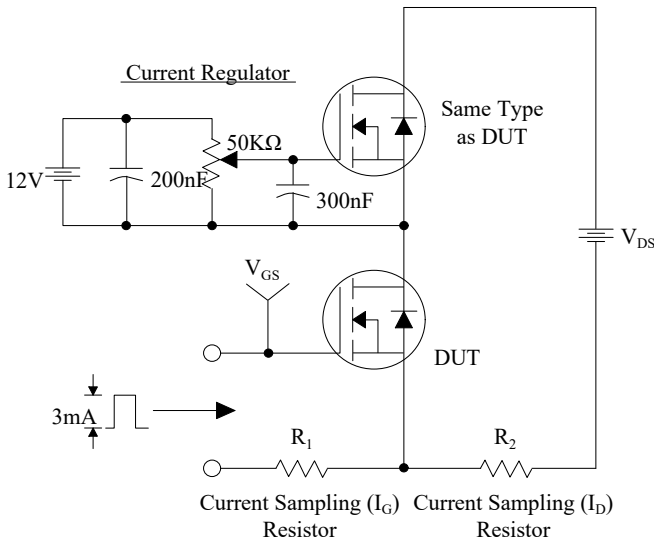 Current Regulator
Same Type
as DUT
50KΩ
12V
200nF
300nF
V_DS
V_GS
DUT
3mA
R_1
R_2
Current Sampling (I_G)
Resistor
Current Sampling (I_D)
Resistor